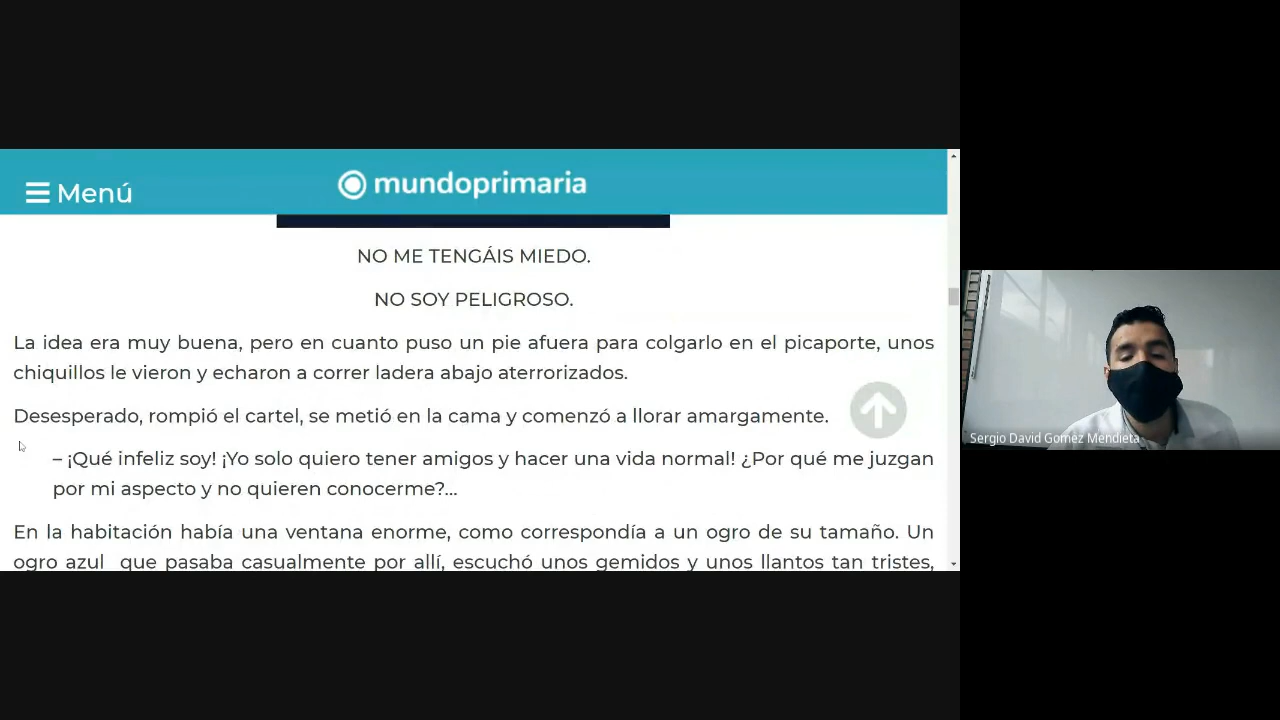 Menú
mundoprimaria
NO ME TENGÁIS MIEDO.
NO SOY PELIGROSO.
La idea era muy buena, pero en cuanto puso un pie afuera para colgarlo en el picaporte, unos
chiquillos le vieron y echaron a correr ladera abajo aterrorizados.
Desesperado, rompió el cartel, se metió en la cama y comenzó a llorar amargamente.
– ¡Qué infeliz soy! ¡Yo solo quiero tener amigos y hacer una vida normal! ¿Por qué me juzgan
por mi aspecto y no quieren conocerme?…
En la habitación había una ventana enorme, como correspondía a un ogro de su tamaño. Un
ogro azul que pasaba casualmente por allí, escuchó unos gemidos y unos llantos tan tristes,
Sergio David Gomez Mendieta